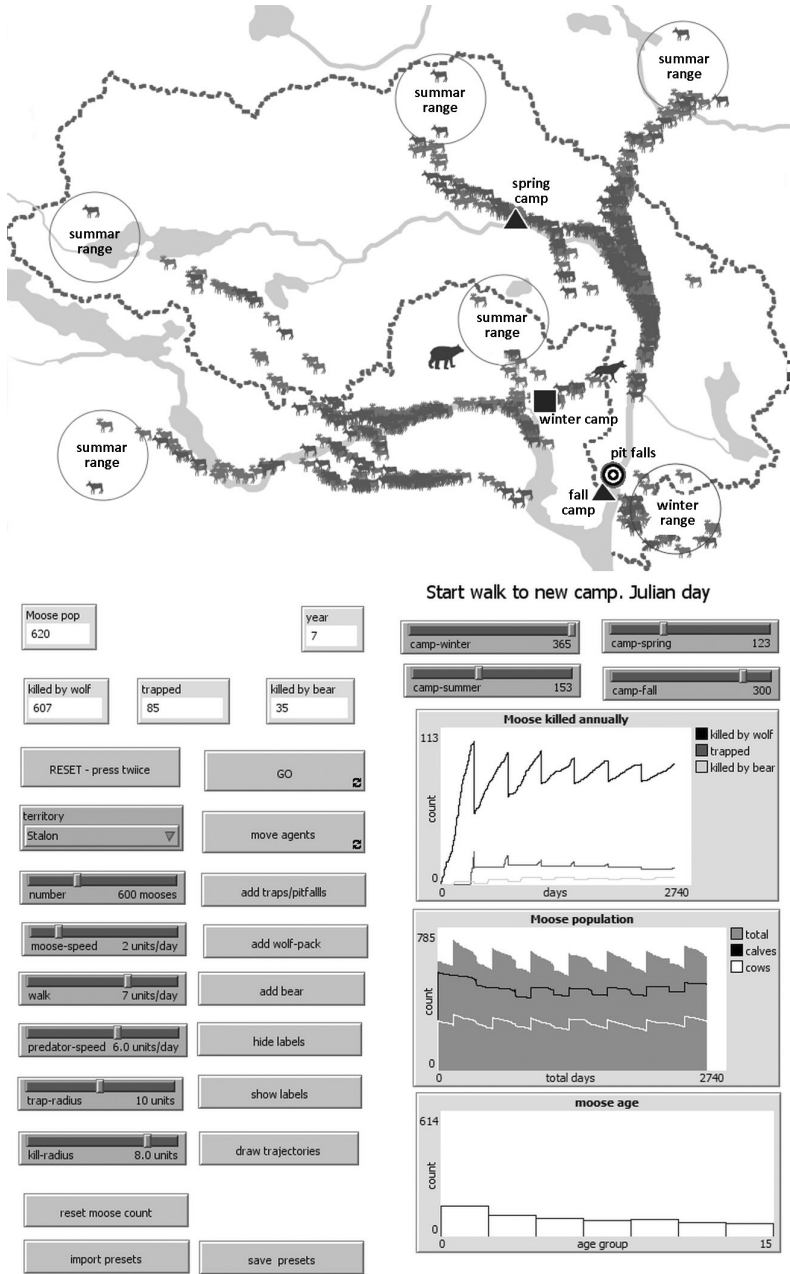 summar
range
summar
range
spring
camp
summar
range
summar
range
winter camp
summar
range
pit falls
fall
camp
winter
range
Start walk to new camp. Julian day
Moose pop
620
year
7
camp-winter 365
camp-spring 123
camp-summer 153
camp-fall 300
killed by wolf
607
trapped
85
killed by bear
35
RESET - press twiice
GO
territory
Stalon
move agents
number 600 mooses
add traps/pitfallls
moose-speed 2 units/day
add wolf-pack
walk 7 units/day
add bear
predator-speed 6.0 units/day
hide labels
trap-radius 10 units
show labels
kill-radius 8.0 units
draw trajectories
reset moose count
import presets
save presets
Moose killed annually
113
count
0
0
days
2740
killed by wolf
trapped
killed by bear
Moose population
785
count
0
0
total days
2740
total
calves
cows
moose age
614
count
0
0
age group
15